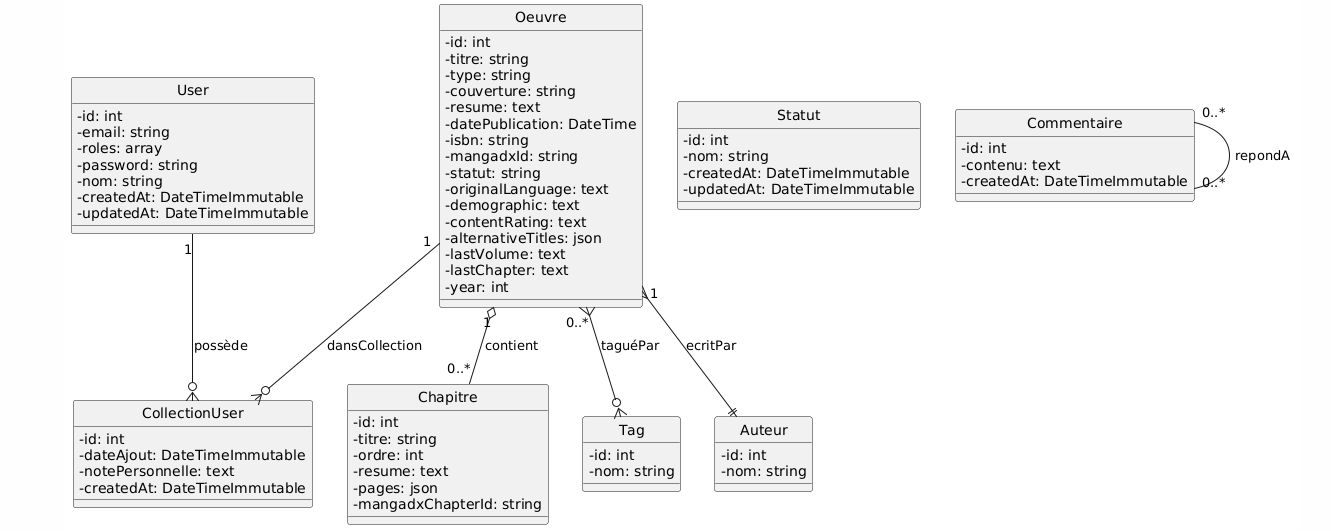 User
-id: int
-email: string
-roles: array
-password: string
-nom: string
-createdAt: DateTimeImmutable
-updatedAt: DateTimeImmutable
Oeuvre
-id: int
-titre: string
-type: string
-couverture: string
-resume: text
-datePublication: DateTime
-isbn: string
-mangadxId: string
-statut: string
-originalLanguage: text
-demographic: text
-contentRating: text
-alternativeTitles: json
-lastVolume: text
-lastChapter: text
-year: int
Statut
-id: int
-nom: string
-createdAt: DateTimeImmutable
-updatedAt: DateTimeImmutable
Commentaire
-id: int
-contenu: text
-createdAt: DateTimeImmutable
0..*
repondA
0..*
1
possède
1
dansCollection
1
contient
0..*
0..*
taguéPar
1
ecritPar
CollectionUser
-id: int
-dateAjout: DateTimeImmutable
-notePersonnelle: text
-createdAt: DateTimeImmutable
Chapitre
-id: int
-titre: string
-ordre: int
-resume: text
-pages: json
-mangadxChapterId: string
Tag
-id: int
-nom: string
Auteur
-id: int
-nom: string